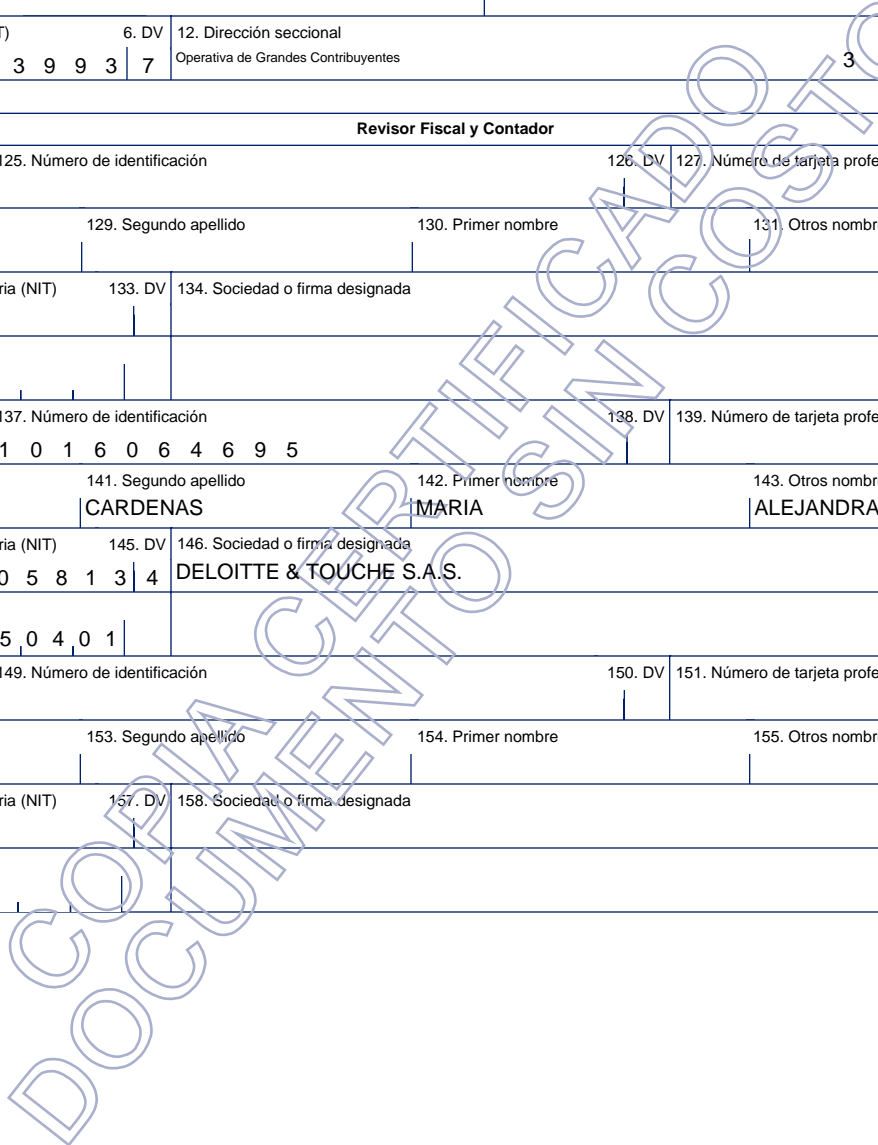 T) 6. DV 12. Dirección seccional
3 9 9 3 7 Operativa de Grandes Contribuyentes 3
Revisor Fiscal y Contador
125. Número de identificación 126. DV 127. Número de tarjeta profe
129. Segundo apellido 130. Primer nombre 131. Otros nombr
ria (NIT) 133. DV 134. Sociedad o firma designada
137. Número de identificación 138. DV 139. Número de tarjeta profe
1 0 1 6 0 6 4 6 9 5
141. Segundo apellido 142. Primer nombre 143. Otros nombr
CARDENAS MARIA ALEJANDRA
ria (NIT) 145. DV 146. Sociedad o firma designada
0 5 8 1 3 4 DELOITTE & TOUCHE S.A.S.
5 0 4 0 1
149. Número de identificación 150. DV 151. Número de tarjeta profe
153. Segundo apellido 154. Primer nombre 155. Otros nombr
ria (NIT) 157. DV 158. Sociedad o firma designada
COPIA CERTIFICADO
DOCUMENTO SIN COSTO